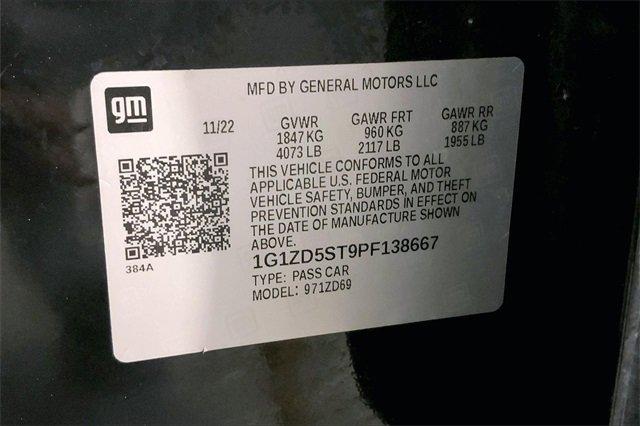 MFD BY GENERAL MOTORS LLC
gm
11/22
GVWR GAWR FRT GAWR RR
1847 KG 960 KG 887 KG
4073 LB 2117 LB 1955 LB
THIS VEHICLE CONFORMS TO ALL
APPLICABLE U.S. FEDERAL MOTOR
VEHICLE SAFETY, BUMPER, AND THEFT
PREVENTION STANDARDS IN EFFECT ON
THE DATE OF MANUFACTURE SHOWN
ABOVE.
384A
1G1ZD5ST9PF138667
TYPE: PASS CAR
MODEL: 971ZD69